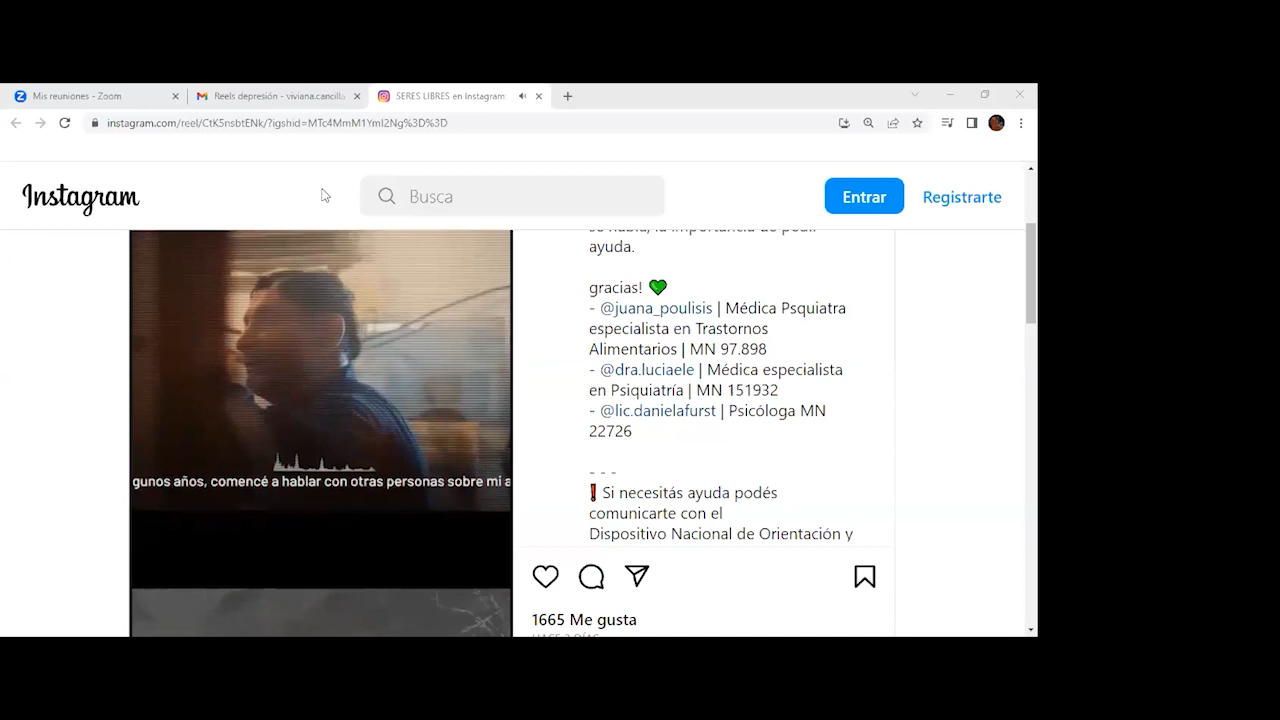 Mis reuniones - Zoom
Reels depresión - viviana.cancilla
SERES LIBRES en Instagram:
instagram.com/reel/CtK5nsbtENk/?igshid=MTc4MmM1YmI2Ng%3D%3D
Instagram
Busca
Entrar
Registrarte
ayuda.
gracias! 💚
- @juana_poulisis | Médica Psquiatra
especialista en Trastornos
Alimentarios | MN 97.898
- @dra.luciaele | Médica especialista
en Psiquiatría | MN 151932
- @lic.danielafurst | Psicóloga MN
22726
- - -
❗Si necesitás ayuda podés
comunicarte con el
Dispositivo Nacional de Orientación y
gunos años, comencé a hablar con otras personas sobre mi a
1665 Me gusta